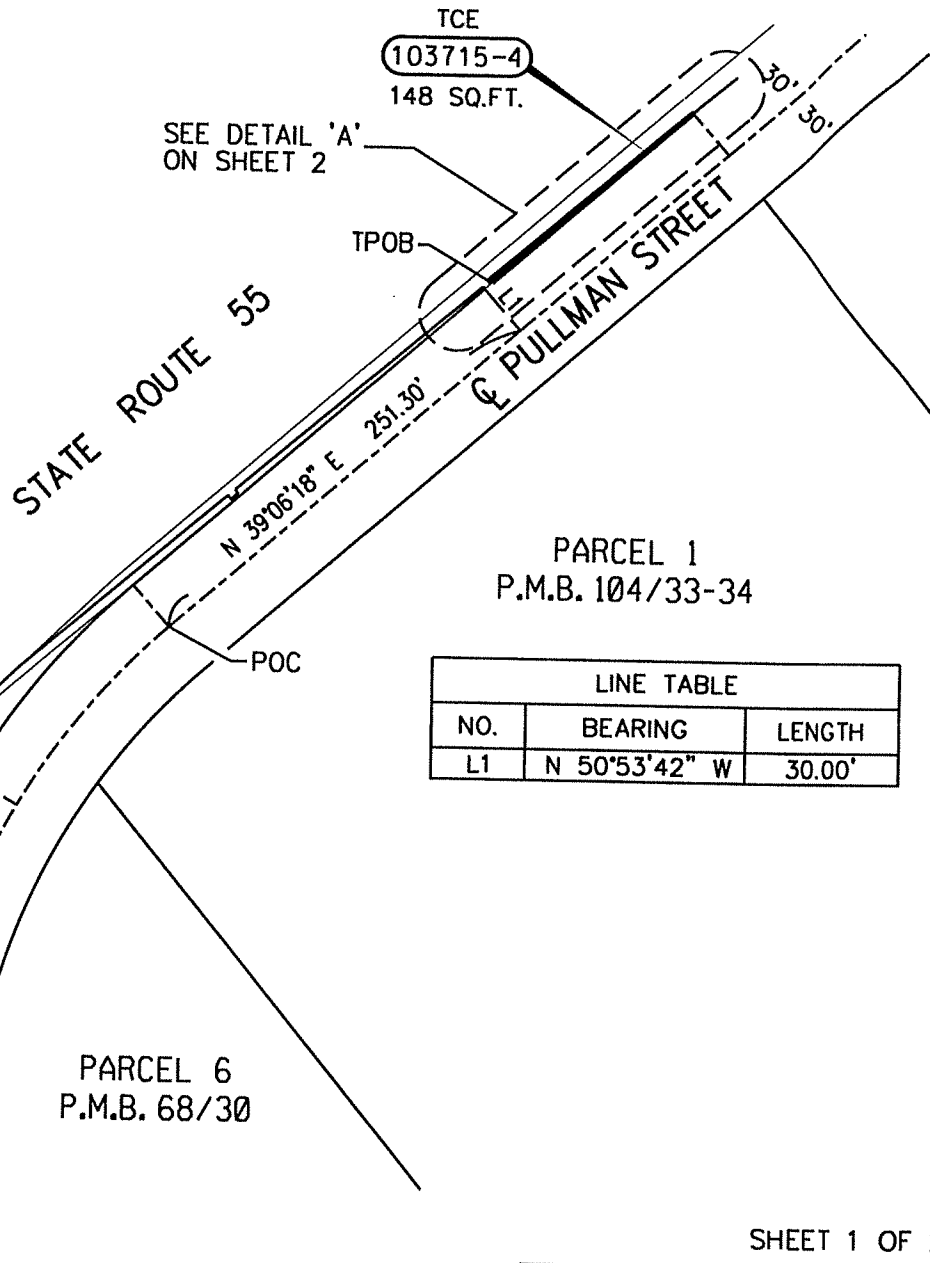 TCE
103715-4
148 SQ.FT.
SEE DETAIL 'A'
ON SHEET 2
30'
30'
TPOB
L1
STATE ROUTE 55
℄ PULLMAN STREET
N 39°06'18" E 251.30'
PARCEL 1
P.M.B. 104/33-34
POC
LINE TABLE
NO. BEARING LENGTH
L1 N 50°53'42" W 30.00'
PARCEL 6
P.M.B. 68/30
SHEET 1 OF